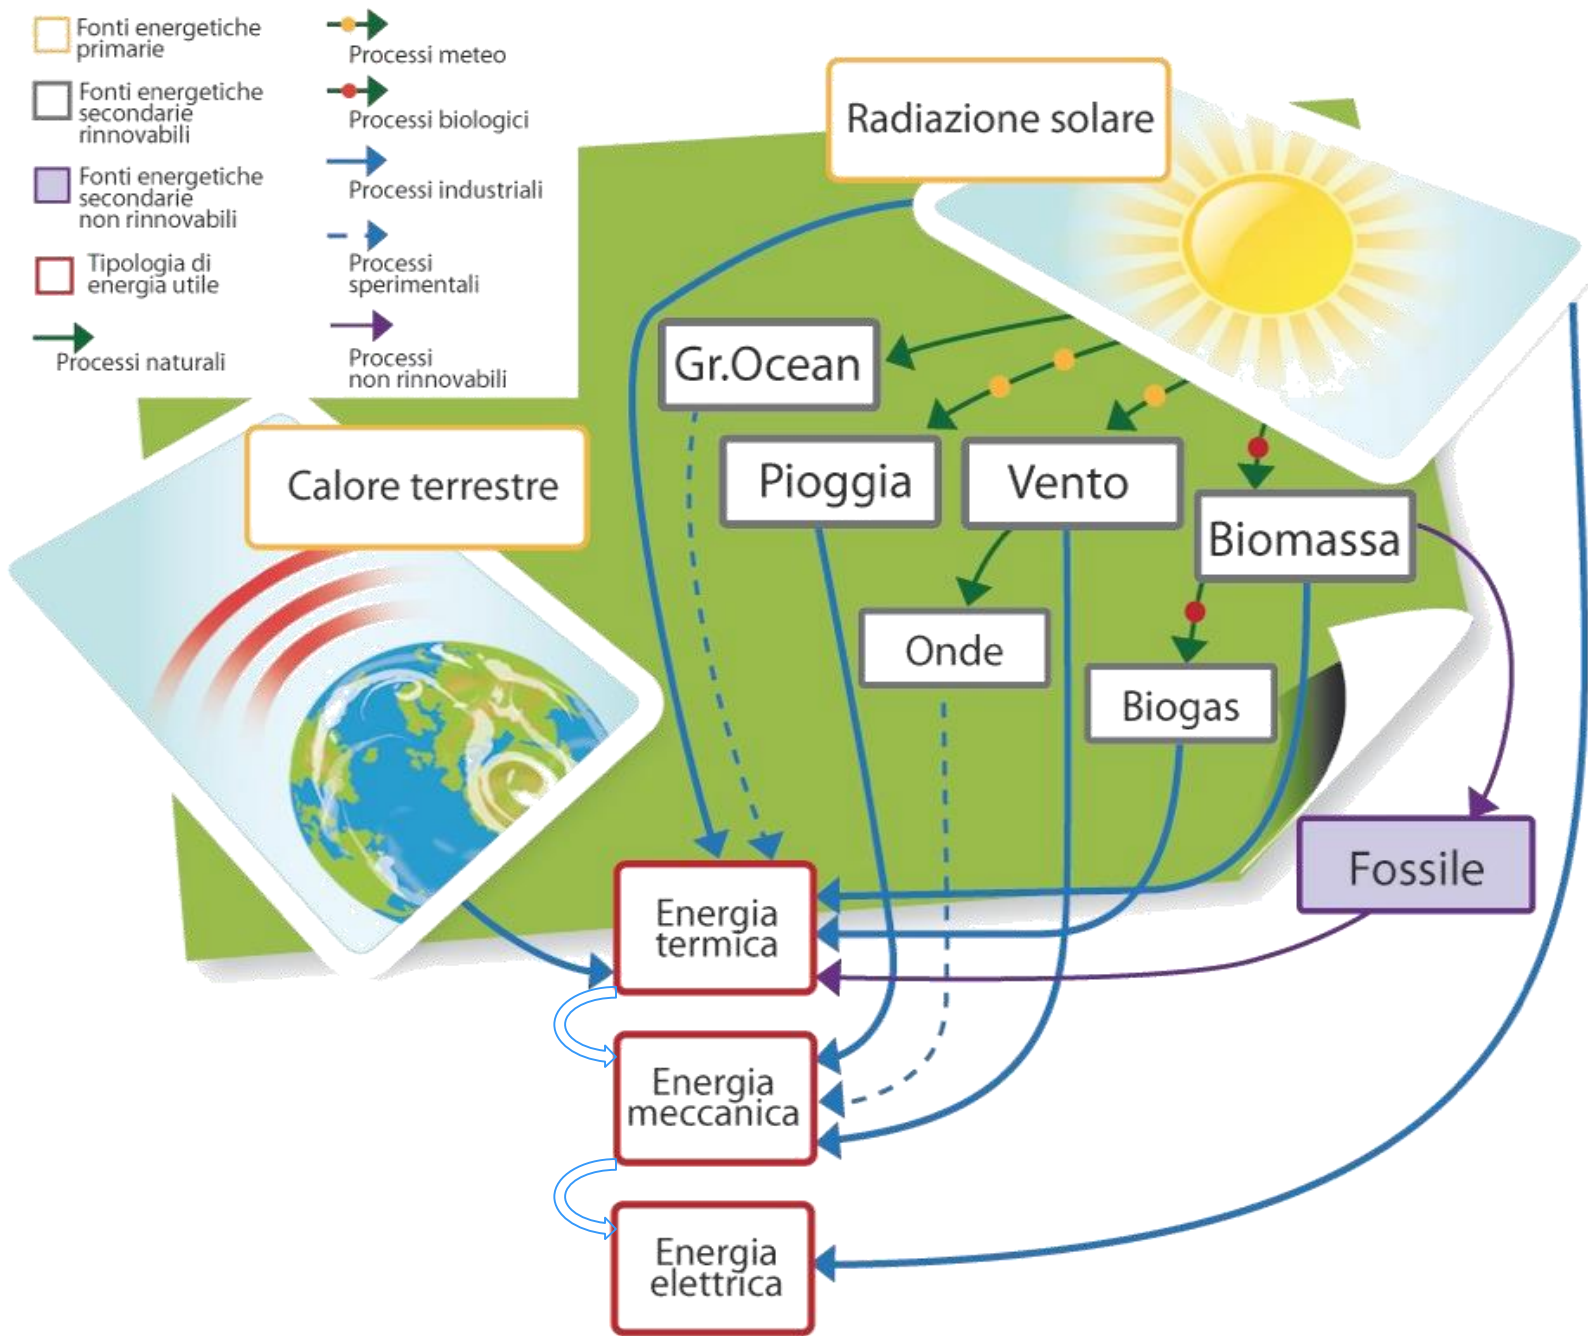 Fonti energetiche
primarie
Fonti energetiche
secondarie
rinnovabili
Fonti energetiche
secondarie
non rinnovabili
Tipologia di
energia utile
Processi naturali
Processi meteo
Processi biologici
Processi industriali
Processi
sperimentali
Processi
non rinnovabili
Radiazione solare
Gr.Ocean
Calore terrestre
Pioggia
Vento
Biomassa
Onde
Biogas
Fossile
Energia
termica
Energia
meccanica
Energia
elettrica